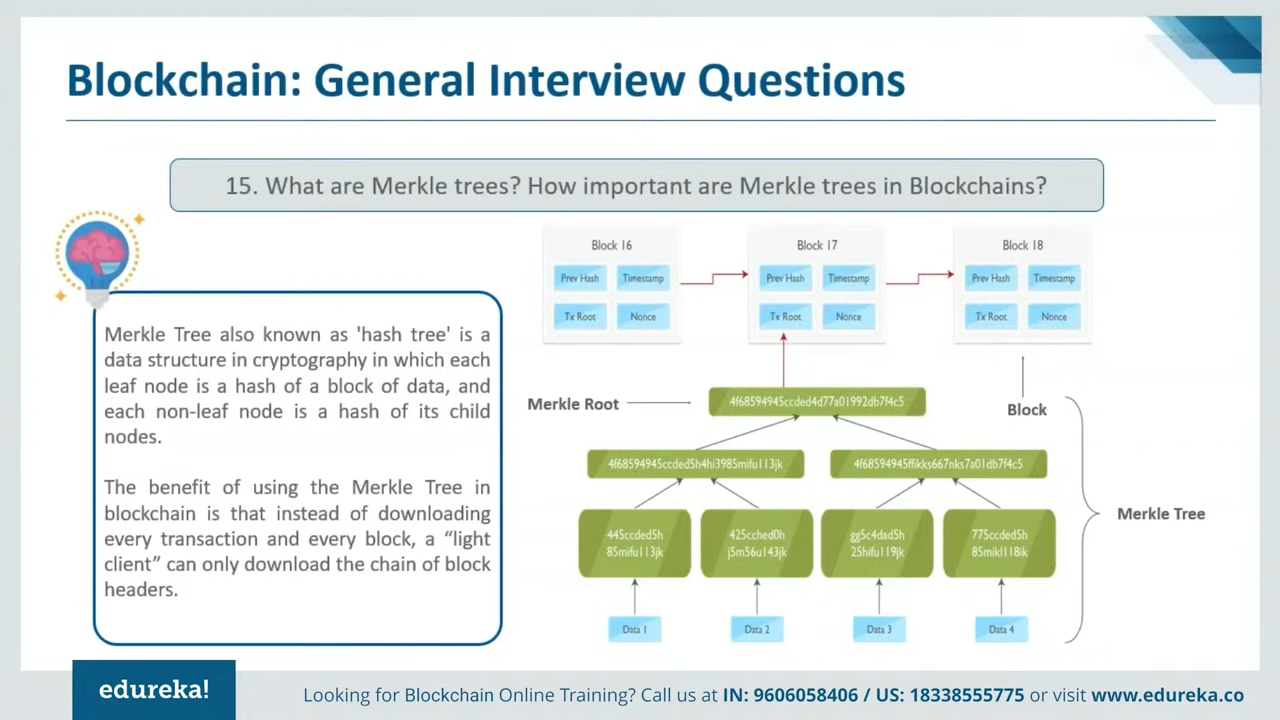 Blockchain: General Interview Questions
15. What are Merkle trees? How important are Merkle trees in Blockchains?
Merkle Tree also known as 'hash tree' is a
data structure in cryptography in which each
leaf node is a hash of a block of data, and
each non-leaf node is a hash of its child
nodes.
The benefit of using the Merkle Tree in
blockchain is that instead of downloading
every transaction and every block, a “light
client” can only download the chain of block
headers.
Block 16
Prev Hash Timestamp
Tx Root Nonce
Block 17
Prev Hash Timestamp
Tx Root Nonce
Block 18
Prev Hash Timestamp
Tx Root Nonce
Merkle Root
4f68594945ccded4d77a01992db7f4c5
Block
4f68594945ccded5h4hi3985mifu113jk
4f68594945ffikks667nks7a01db7f4c5
445ccded5h
85mifu113jk
425cched0h
j5m56u143jk
gg5c4dad5h
25hifu119jk
775ccded5h
85mikl118ik
Merkle Tree
Data 1
Data 2
Data 3
Data 4
edureka!
Looking for Blockchain Online Training? Call us at IN: 9606058406 / US: 18338555775 or visit www.edureka.co